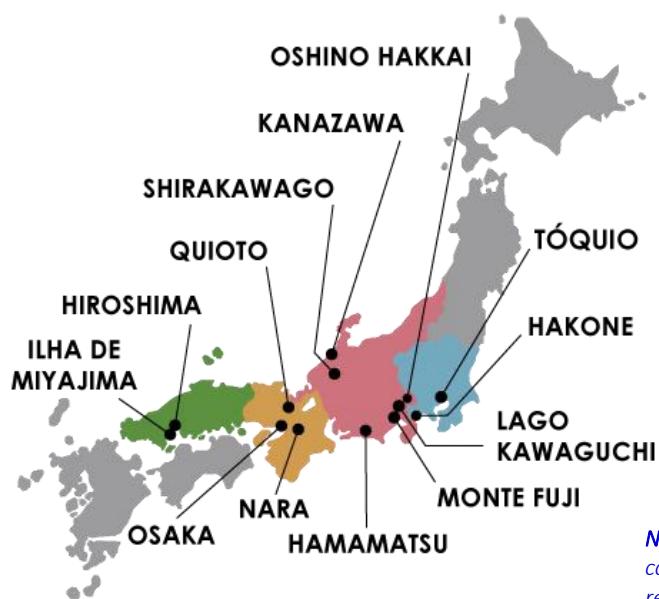 OSHINO HAKKAI
KANAZAWA
SHIRAKAWAGO
TÓQUIO
QUIOTO
HIROSHIMA
HAKONE
ILHA DE
MIYAJIMA
LAGO
KAWAGUCHI
MONTE FUJI
NARA
OSAKA
HAMAMATSU